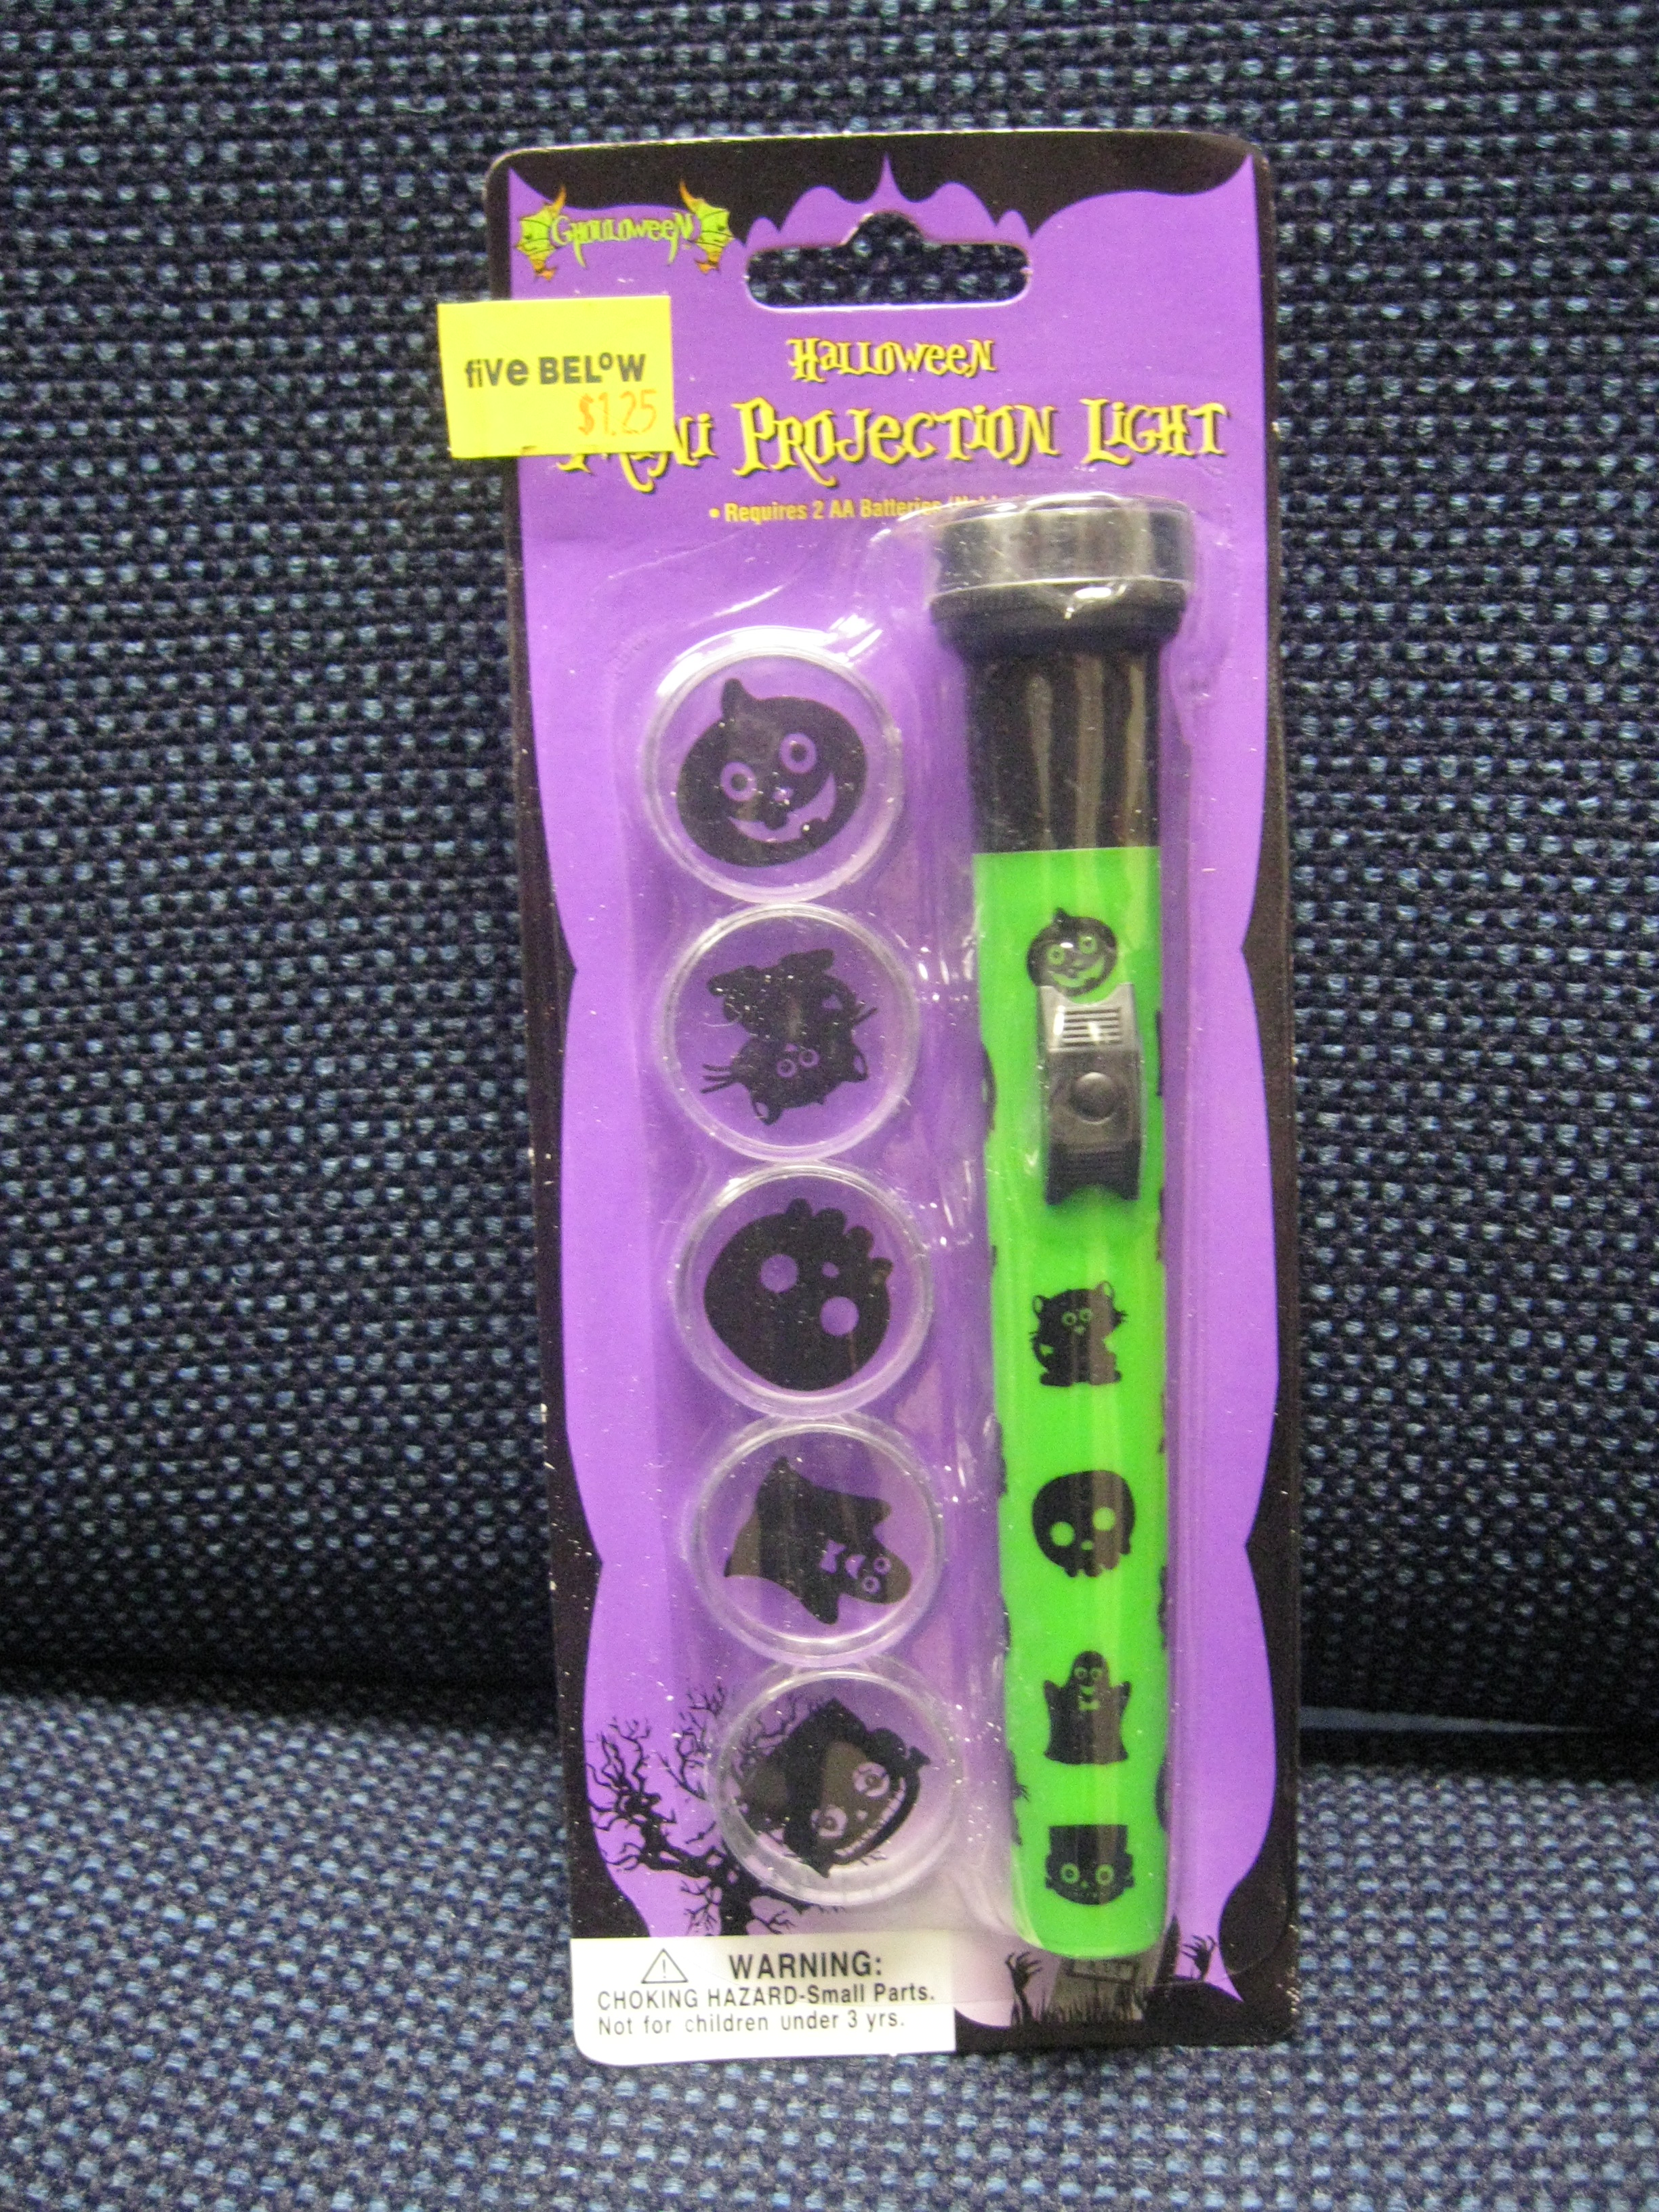 GHOULOWEEN
five BELOW
$1.25
HALLOWEEN
MINI PROJECTION LIGHT
• Requires 2 AA Batteries
WARNING:
CHOKING HAZARD-Small Parts.
Not for children under 3 yrs.